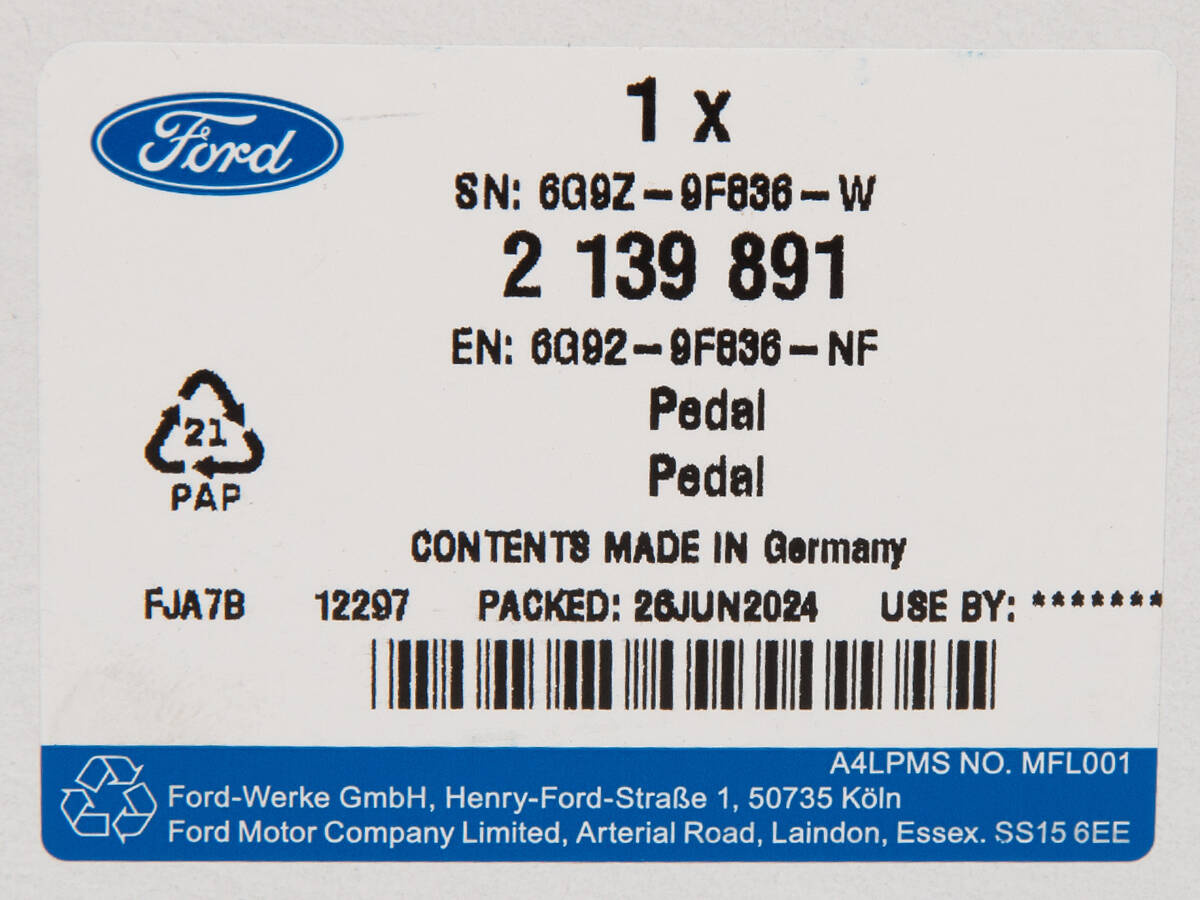 Ford
1 x
SN: 6G9Z-9F836-W
2 139 891
EN: 6G92-9F836-NF
Pedal
21
Pedal
PAP
CONTENTS MADE IN Germany
FJA7B 12297 PACKED: 26JUN2024 USE BY: *******
A4LPMS NO. MFL001
Ford-Werke GmbH, Henry-Ford-Straße 1, 50735 Köln
Ford Motor Company Limited, Arterial Road, Laindon, Essex. SS15 6EE